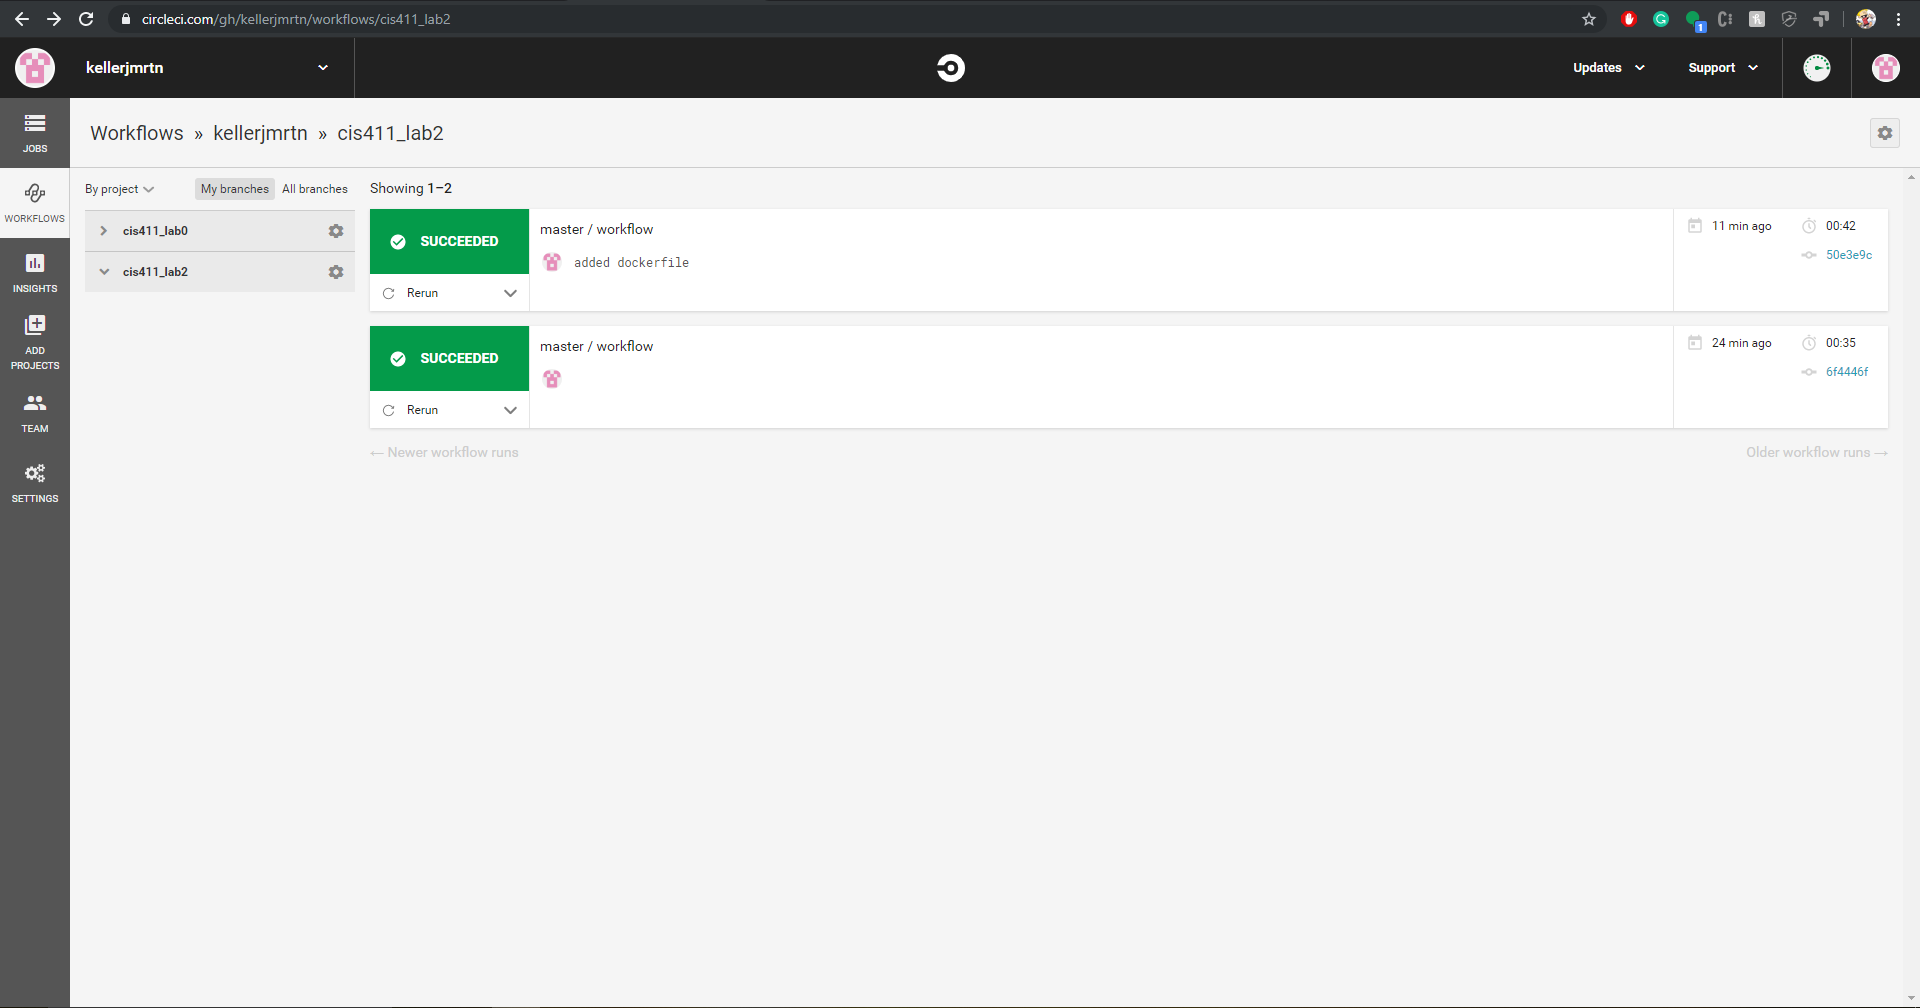 circleci.com/gh/kellerjmrtn/workflows/cis411_lab2
1
kellerjmrtn
Updates
Support
JOBS
WORKFLOWS
INSIGHTS
ADD
PROJECTS
TEAM
SETTINGS
Workflows » kellerjmrtn » cis411_lab2
By project
My branches
All branches
cis411_lab0
cis411_lab2
Showing 1–2
SUCCEEDED
Rerun
master / workflow
added dockerfile
11 min ago
00:42
50e3e9c
SUCCEEDED
Rerun
master / workflow
24 min ago
00:35
6f4446f
← Newer workflow runs
Older workflow runs →